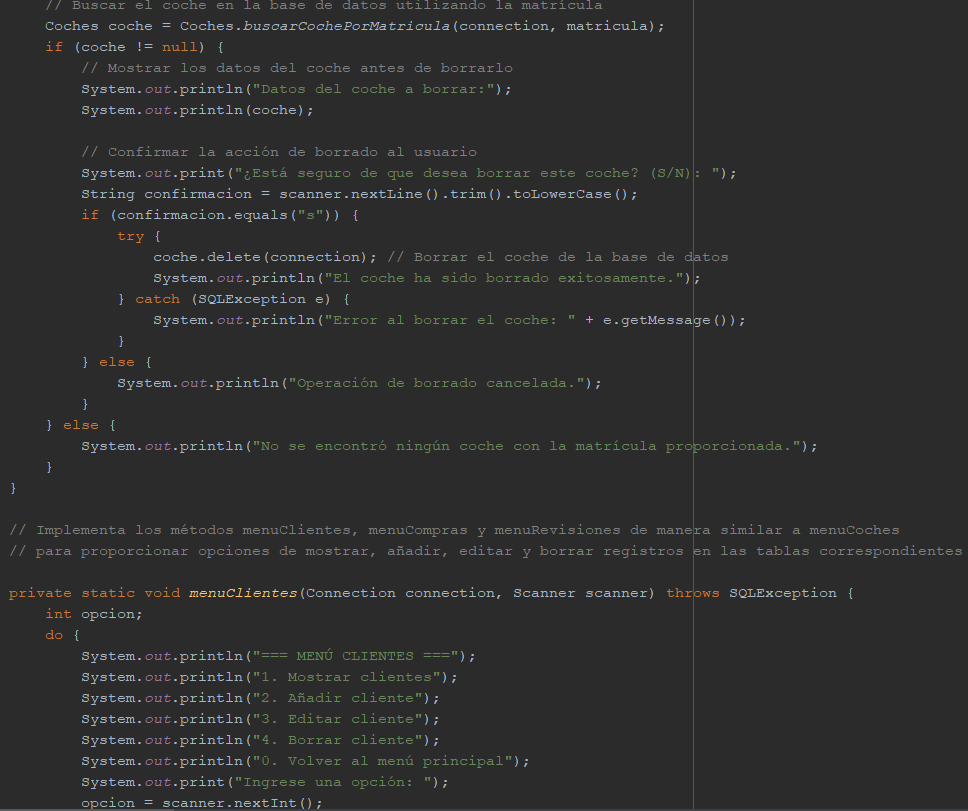 // Buscar el coche en la base de datos utilizando la matrícula
Coches coche = Coches.buscarCochePorMatricula(connection, matricula);
if (coche != null) {
// Mostrar los datos del coche antes de borrarlo
System.out.println("Datos del coche a borrar:");
System.out.println(coche);
// Confirmar la acción de borrado al usuario
System.out.print("¿Está seguro de que desea borrar este coche? (S/N): ");
String confirmacion = scanner.nextLine().trim().toLowerCase();
if (confirmacion.equals("s")) {
try {
coche.delete(connection); // Borrar el coche de la base de datos
System.out.println("El coche ha sido borrado exitosamente.");
} catch (SQLException e) {
System.out.println("Error al borrar el coche: " + e.getMessage());
}
} else {
System.out.println("Operación de borrado cancelada.");
}
} else {
System.out.println("No se encontró ningún coche con la matrícula proporcionada.");
}
}
// Implementa los métodos menuClientes, menuCompras y menuRevisiones de manera similar a menuCoches
// para proporcionar opciones de mostrar, añadir, editar y borrar registros en las tablas correspondientes
private static void menuClientes(Connection connection, Scanner scanner) throws SQLException {
int opcion;
do {
System.out.println("=== MENÚ CLIENTES ===");
System.out.println("1. Mostrar clientes");
System.out.println("2. Añadir cliente");
System.out.println("3. Editar cliente");
System.out.println("4. Borrar cliente");
System.out.println("0. Volver al menú principal");
System.out.print("Ingrese una opción: ");
opcion = scanner.nextInt();